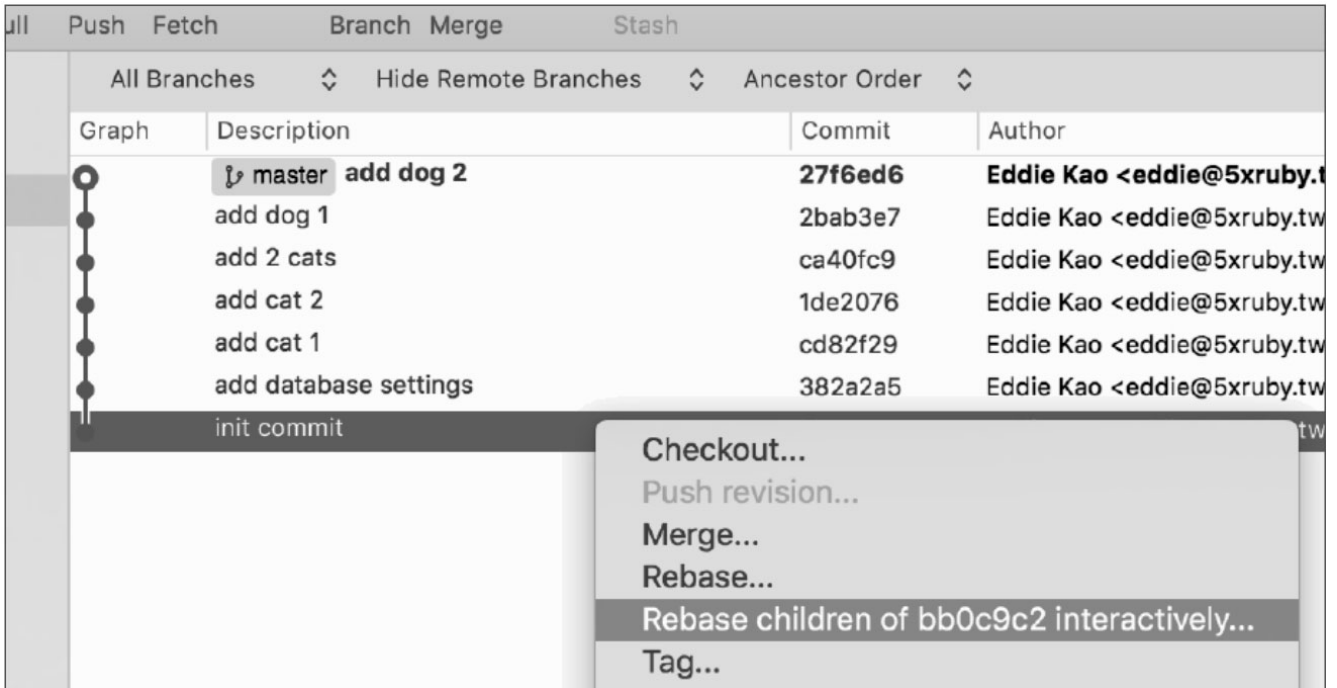 Push Fetch Branch Merge Stash
All Branches Hide Remote Branches Ancestor Order
Graph Description Commit Author
master add dog 2 27f6ed6 Eddie Kao <eddie@5xruby.t
add dog 1 2bab3e7 Eddie Kao <eddie@5xruby.tw
add 2 cats ca40fc9 Eddie Kao <eddie@5xruby.tw
add cat 2 1de2076 Eddie Kao <eddie@5xruby.tw
add cat 1 cd82f29 Eddie Kao <eddie@5xruby.tw
add database settings 382a2a5 Eddie Kao <eddie@5xruby.tw
init commit tw
Checkout...
Push revision...
Merge...
Rebase...
Rebase children of bb0c9c2 interactively...
Tag...